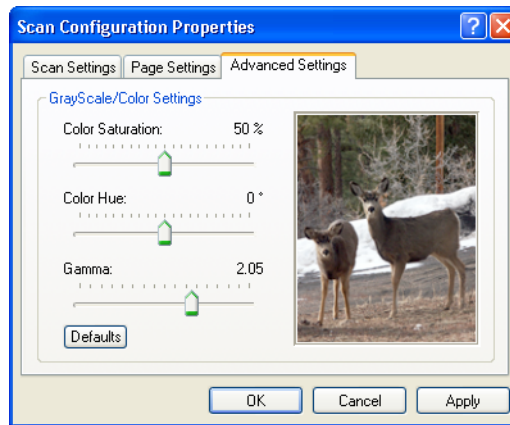 Scan Configuration Properties
Scan Settings Page Settings Advanced Settings
GrayScale/Color Settings
Color Saturation: 50 %
Color Hue: 0 °
Gamma: 2.05
Defaults
OK Cancel Apply